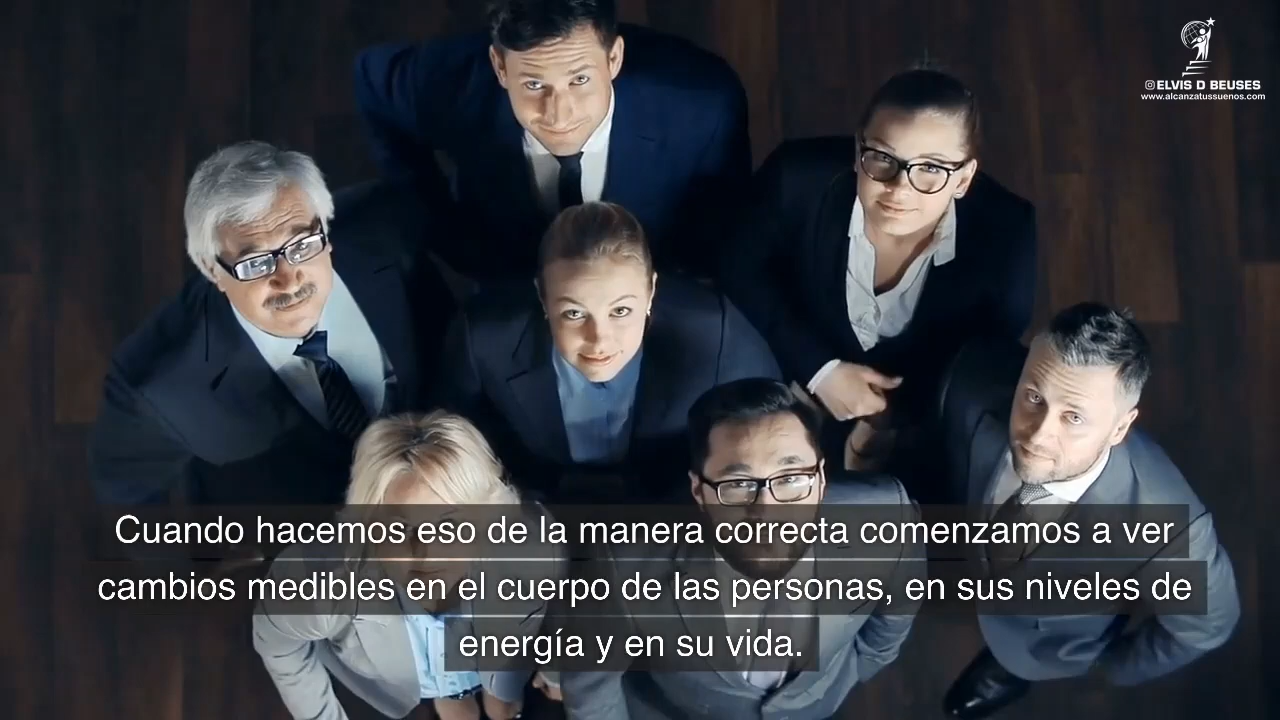 ELVIS D BEUSES
www.alcanzatussuenos.com
Cuando hacemos eso de la manera correcta comenzamos a ver
cambios medibles en el cuerpo de las personas, en sus niveles de
energía y en su vida.